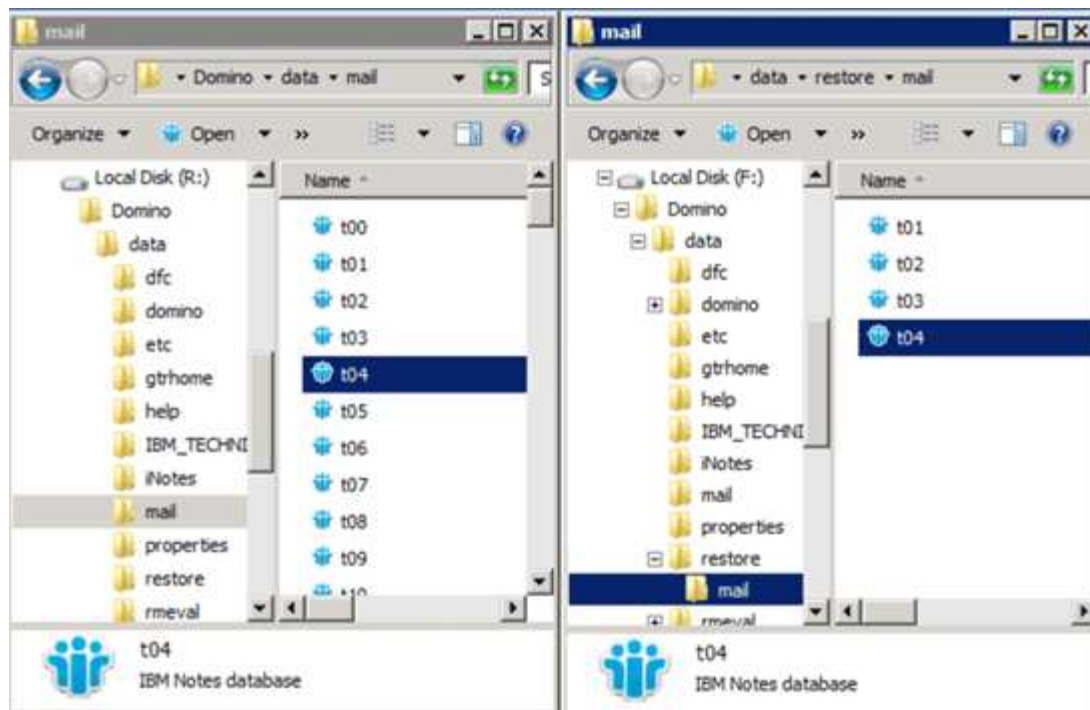 mail
Domino data mail
S
Organize Open »
Local Disk (R:)
Domino
data
dfc
domino
etc
gtrhome
help
IBM_TECHNI
iNotes
mail
properties
restore
rmeval
Name
t00
t01
t02
t03
t04
t05
t06
t07
t08
t09
t10
t04
IBM Notes database
mail
data restore mail
Organize Open »
Local Disk (F:)
Domino
data
dfc
domino
etc
gtrhome
help
IBM_TECHNI
iNotes
mail
properties
restore
mail
rmeval
Name
t01
t02
t03
t04
t04
IBM Notes database